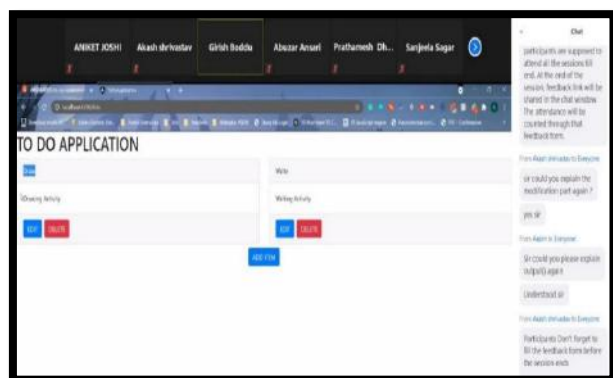 ANIKET JOSHI
Akash shrivastav
Girish Boddu
Abuzar Ansari
Prathamesh Dh...
Sanjeela Sagar
TO DO APPLICATION
Draw
Write
Drawing Activity
Writing Activity
EDIT DELETE
EDIT DELETE
ADD ITEM
Chat
participants are supposed to
attend all the sessions till
end. At the end of the
session, feedback link will be
shared in the chat window.
The attendance will be
counted through that
feedback form.
From Akash shrivastav to Everyone
sir could you explain the
modification part again ?
yes sir
to Everyone
Sir could you please explain
output() again
Understood sir
From Akash shrivastav to Everyone
Participants Don't forget to
fill the feedback form before
the session ends